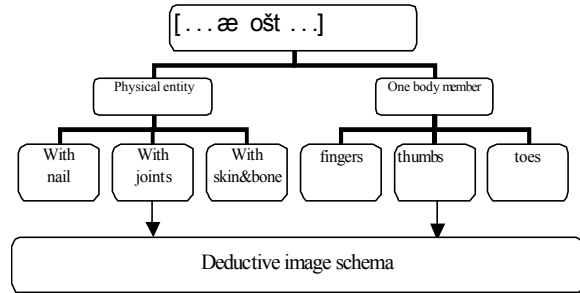 [...æ ošt ...]
Physical entity
One body member
With
nail
With
joints
With
skin&bone
fingers
thumbs
toes
Deductive image schema